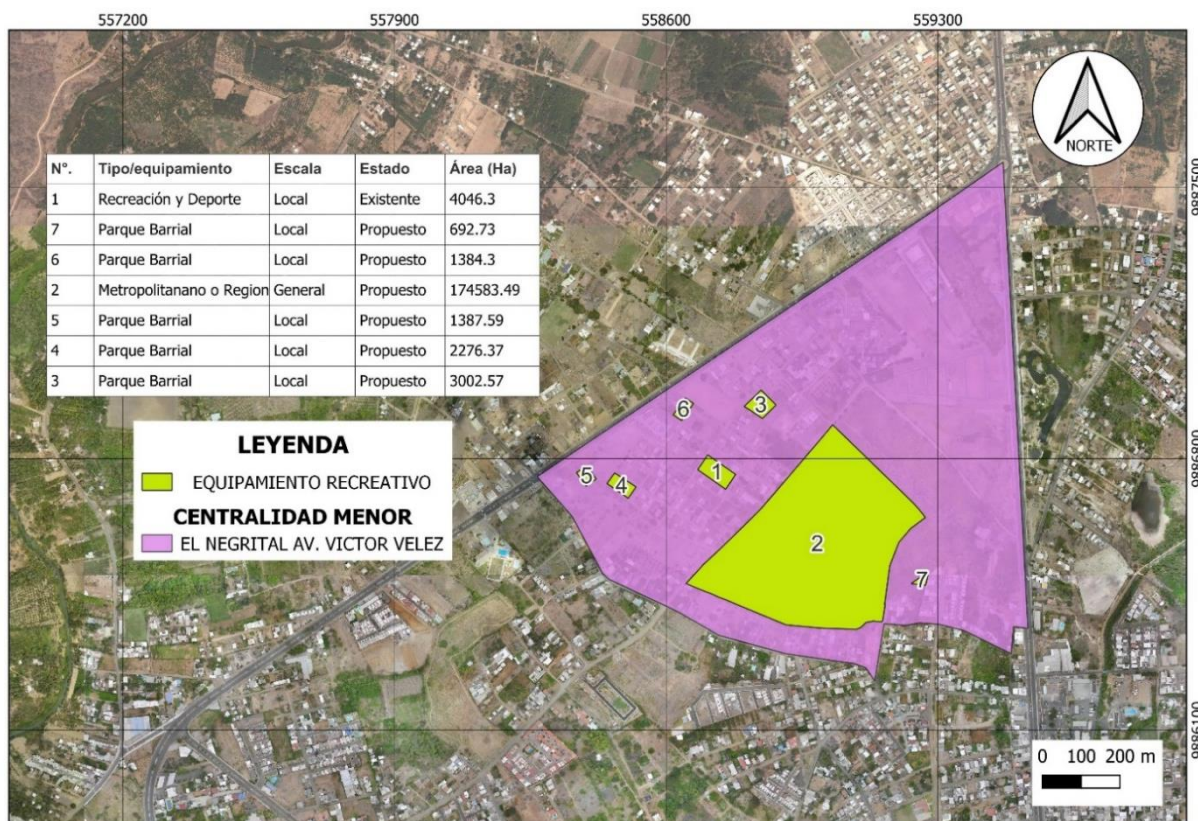 557200 557900 558600 559300
NORTE
N°. Tipo/equipamiento Escala Estado Área (Ha)
1 Recreación y Deporte Local Existente 4046.3
7 Parque Barrial Local Propuesto 692.73
6 Parque Barrial Local Propuesto 1384.3
2 Metropolitanano o Region General Propuesto 174583.49
5 Parque Barrial Local Propuesto 1387.59
4 Parque Barrial Local Propuesto 2276.37
3 Parque Barrial Local Propuesto 3002.57
9887500
6
3
LEYENDA
EQUIPAMIENTO RECREATIVO
CENTRALIDAD MENOR
EL NEGRITAL AV. VICTOR VELEZ
5
4
1
9886800
2
7
9886100
0 100 200 m